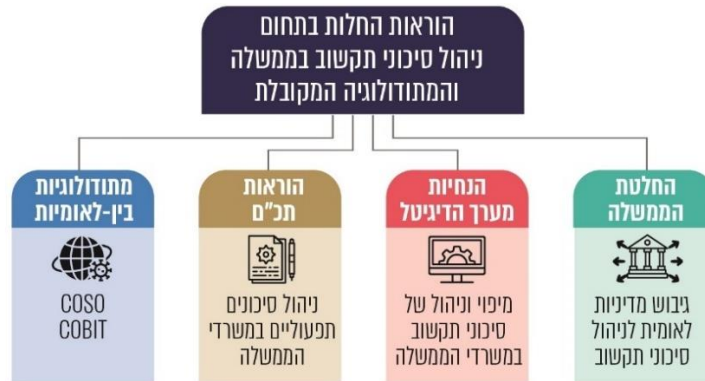 הוראות החלות בתחום
ניהול סיכוני תקשוב בממשלה
והמתודולוגיה המקובלת
החלטת
הממשלה
גיבוש מדיניות
לאומית לניהול
סיכוני תקשוב
הנחיות
מערך הדיגיטל
מיפוי וניהול של
סיכוני תקשוב
במשרדי הממשלה
הוראות
תכ"ם
ניהול סיכונים
תפעוליים במשרדי
הממשלה
מתודולוגיות
בין-לאומיות
COSO
COBIT